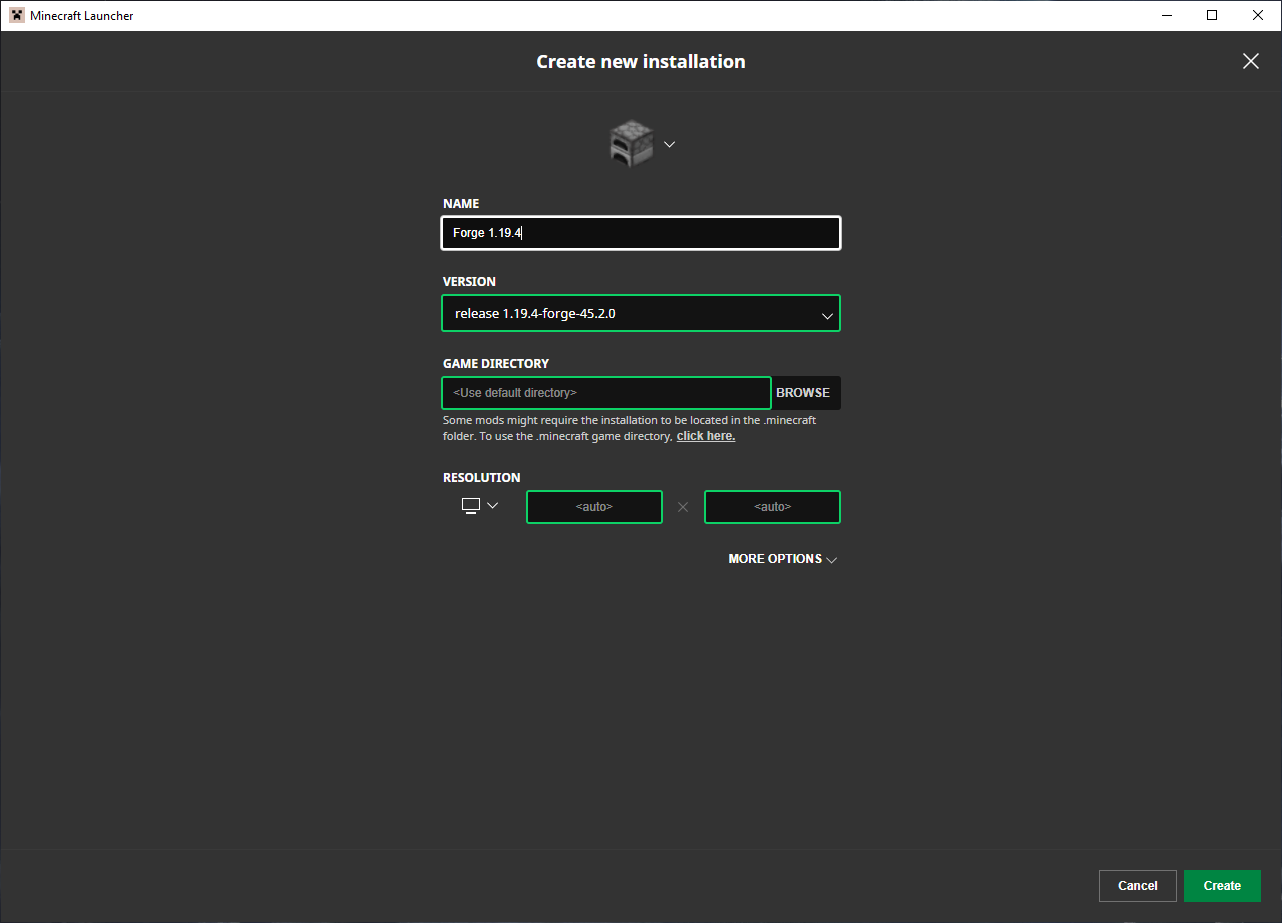 Minecraft Launcher
Create new installation
NAME
Forge 1.19.4
VERSION
release 1.19.4-forge-45.2.0
GAME DIRECTORY
<Use default directory>
BROWSE
Some mods might require the installation to be located in the .minecraft
folder. To use the .minecraft game directory, click here.
RESOLUTION
<auto>
<auto>
MORE OPTIONS
Cancel
Create